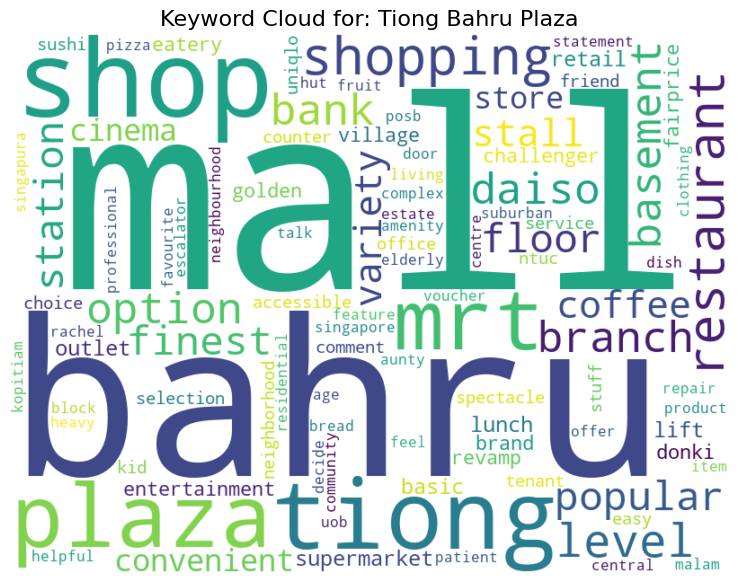 Keyword Cloud for: Tiong Bahru Plaza
sushi
pizza
eatery
uniqlo
shopping
statement
retail
hut
fruit
friend
shop
bank
posb
store
basement
fairprice
restaurant
cinema
counter
village
door
stall
challenger
clothing
singapura
station
mall
neighbourhood
golden
living
complex
daiso
professional
favourite
escalator
talk
variety
estate
amenity
suburban
service
office
centre
floor
elderly
ntuc
dish
choice
option
accessible
voucher
coffee
feature
mrt
branch
rachel
finest
singapore
outlet
residential
comment
aunty
kopitiam
bahru
block
heavy
selection
neighborhood
age
bread
spectacle
stuff
repair
product
lunch
offer
lift
brand
feel
decide
community
revamp
donki
kid
item
entertainment
basic
tenant
plaza
tiong
popular
uob
easy
level
helpful
convenient
supermarket
patient
central
malam